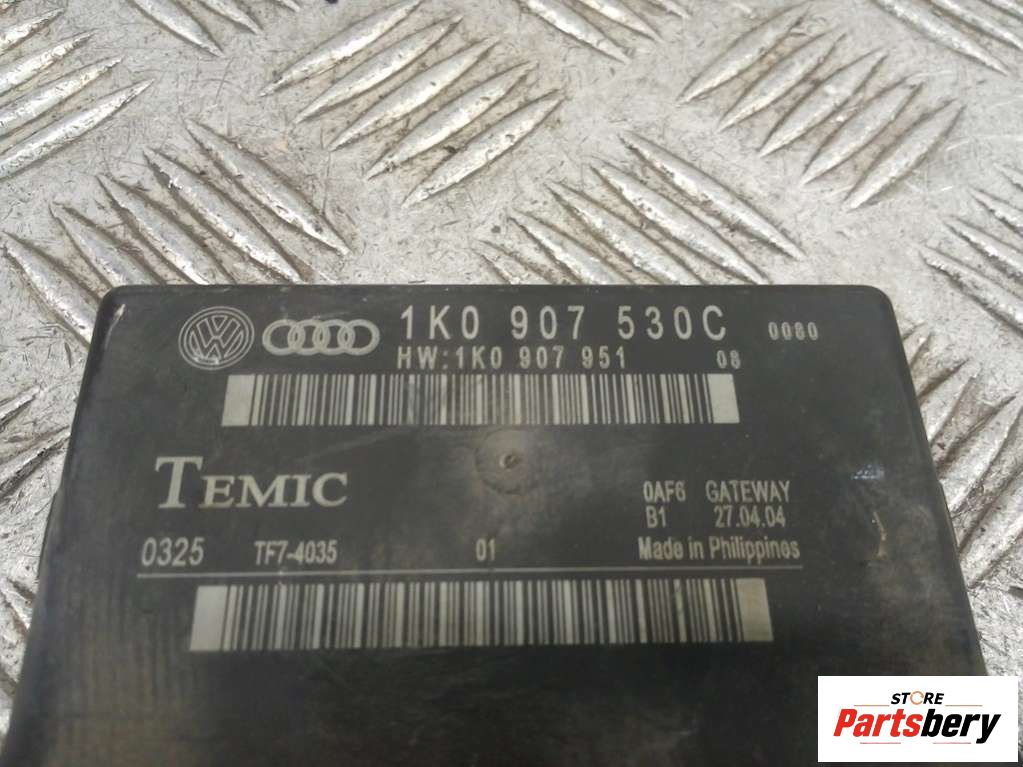 1K0 907 530C 0080
HW:1K0 907 951 08
TEMIC
0AF6 GATEWAY
B1 27.04.04
0325 TF7-4035 01 Made in Philippines
STORE
Partsbery